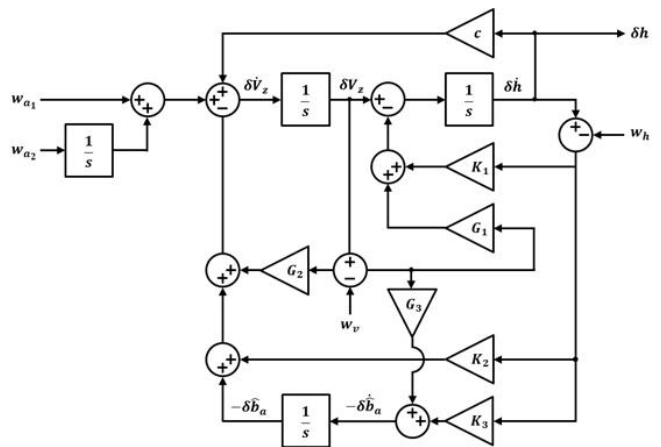 c
δh
w_{a_1}
δV̇_z
1/s
δV_z
1/s
δḣ
w_{a_2}
1/s
w_h
K_1
G_1
G_2
G_3
w_v
K_2
-δb̂_a
1/s
-δb̂̇_a
K_3